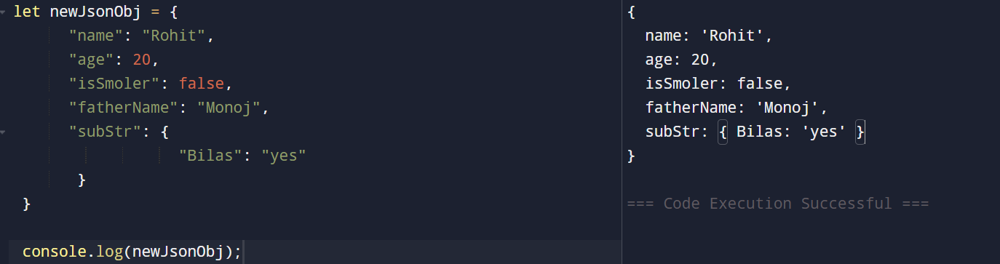 let newJsonObj = {
"name": "Rohit",
"age": 20,
"isSmoler": false,
"fatherName": "Monoj",
"subStr": {
"Bilas": "yes"
}
}
console.log(newJsonObj);
{
name: 'Rohit',
age: 20,
isSmoler: false,
fatherName: 'Monoj',
subStr: { Bilas: 'yes' }
}
=== Code Execution Successful ===